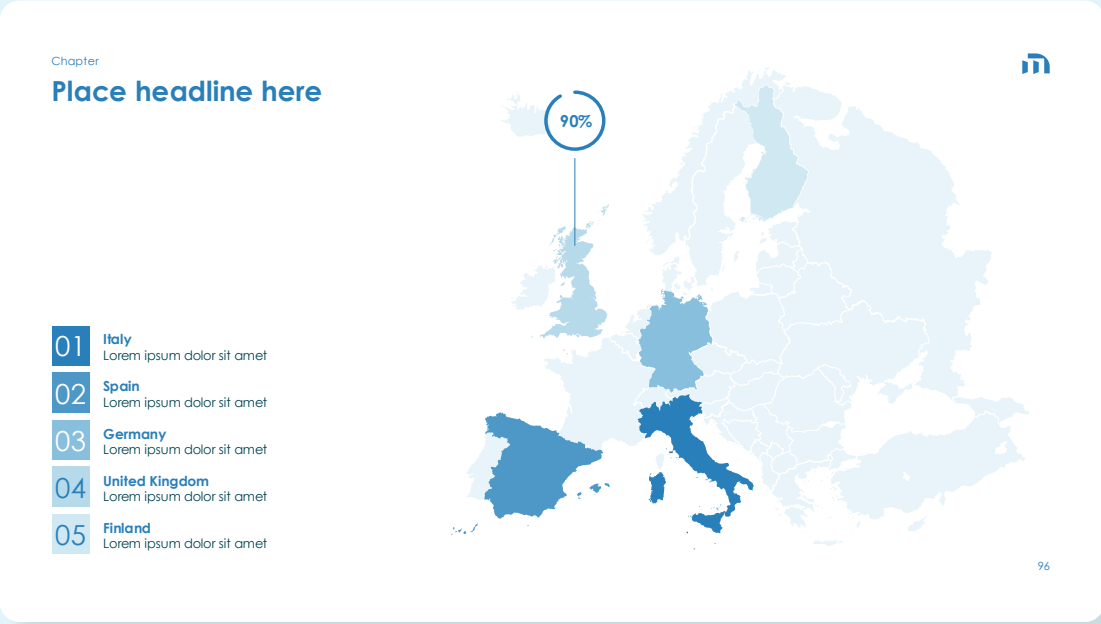 Chapter
Place headline here
90%
01
Italy
Lorem ipsum dolor sit amet
02
Spain
Lorem ipsum dolor sit amet
03
Germany
Lorem ipsum dolor sit amet
04
United Kingdom
Lorem ipsum dolor sit amet
05
Finland
Lorem ipsum dolor sit amet
96